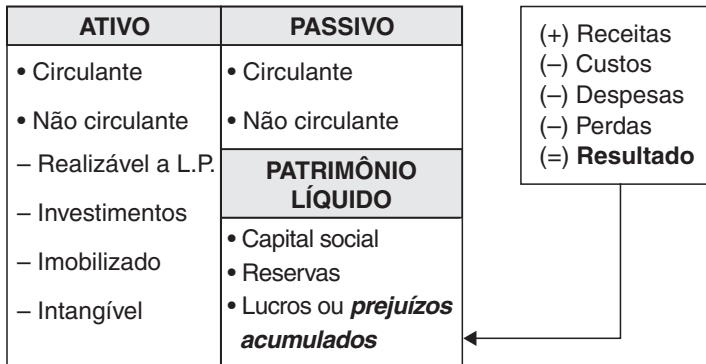 ATIVO
• Circulante
• Não circulante
– Realizável a L.P.
– Investimentos
– Imobilizado
– Intangível
PASSIVO
• Circulante
• Não circulante
PATRIMÔNIO
LÍQUIDO
• Capital social
• Reservas
• Lucros ou prejuízos
acumulados
(+) Receitas
(–) Custos
(–) Despesas
(–) Perdas
(=) Resultado